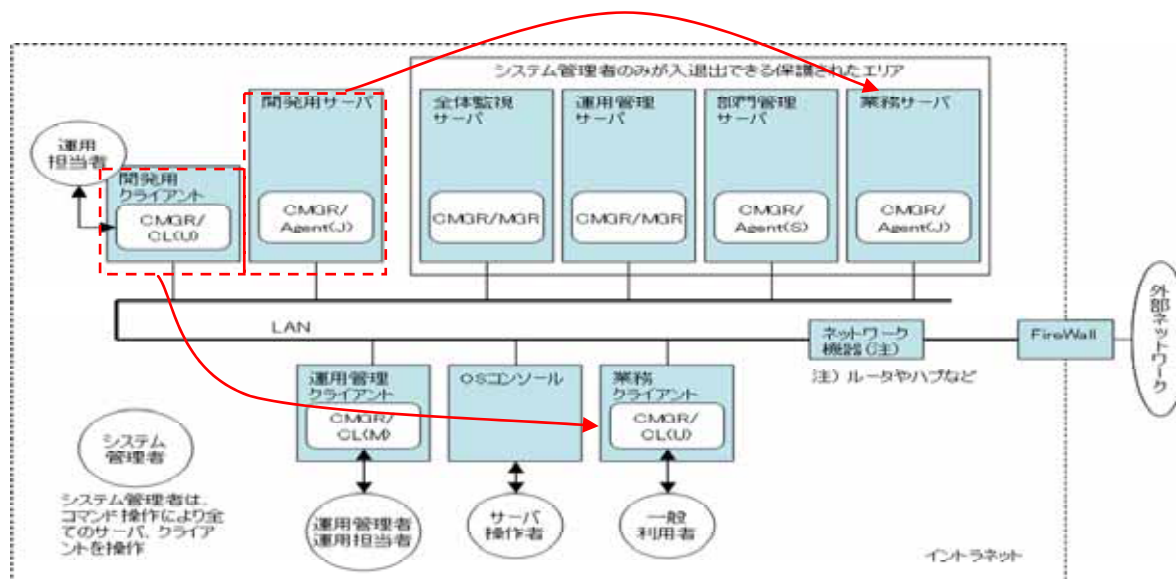 システム管理者のみが入退出できる保護されたエリア
開発用サーバ
全体監視
サーバ
運用管理
サーバ
部門管理
サーバ
業務サーバ
運用
担当者
開発用
クライアント
CMGR/
CL(U)
CMGR/
Agent(J)
CMGR/MGR
CMGR/MGR
CMGR/
Agent(S)
CMGR/
Agent(J)
LAN
ネットワーク
機器(注)
FireWall
外部ネットワーク
注)ルータやハブなど
運用管理
クライアント
CMGR/
CL(M)
OSコンソール
業務
クライアント
CMGR/
CL(U)
システム
管理者
システム管理者は、
コマンド操作により全
てのサーバ、クライア
ントを操作
運用管理者
運用担当者
サーバ
操作者
一般
利用者
イントラネット